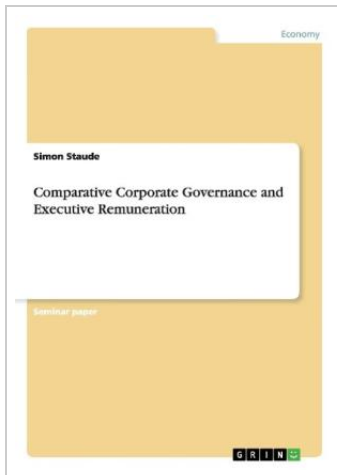 Economy
Simon Staude
Comparative Corporate Governance and
Executive Remuneration
Seminar paper
GRIN